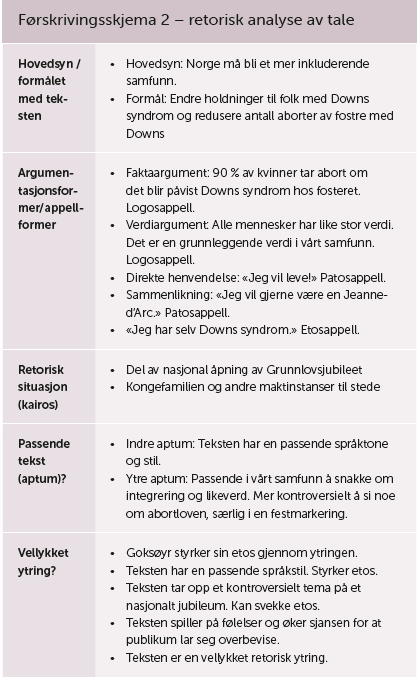 Førskrivingsskjema 2 – retorisk analyse av tale
Hovedsyn /
formålet
med tek-
sten
• Hovedsyn: Norge må bli et mer inkluderende
samfunn.
• Formål: Endre holdninger til folk med Downs
syndrom og redusere antall aborter av fostre med
Downs
Argumen-
tasjonsfor-
mer/appell-
former
• Faktaargument: 90 % av kvinner tar abort om
det blir påvist Downs syndrom hos fosteret.
Logosappell.
• Verdiargument: Alle mennesker har like stor verdi.
Det er en grunnleggende verdi i vårt samfunn.
Logosappell.
• Direkte henvendelse: «Jeg vil leve!» Patosappell.
• Sammenlikning: «Jeg vil gjerne være en Jeanne-
d’Arc.» Patosappell.
• «Jeg har selv Downs syndrom.» Etosappell.
Retorisk
situasjon
(kairos)
• Del av nasjonal åpning av Grunnlovsjubileet
• Kongefamilien og andre maktinstanser til stede
Passende
tekst
(aptum)?
• Indre aptum: Teksten har en passende språktone
og stil.
• Ytre aptum: Passende i vårt samfunn å snakke om
integrering og likeverd. Mer kontroversielt å si noe
om abortloven, særlig i en festmarkering.
Vellykket
ytring?
• Goksøyr styrker sin etos gjennom ytringen.
• Teksten har en passende språkstil. Styrker etos.
• Teksten tar opp et kontroversielt tema på et
nasjonalt jubileum. Kan svekke etos.
• Teksten spiller på følelser og øker sjansen for at
publikum lar seg overbevise.
• Teksten er en vellykket retorisk ytring.